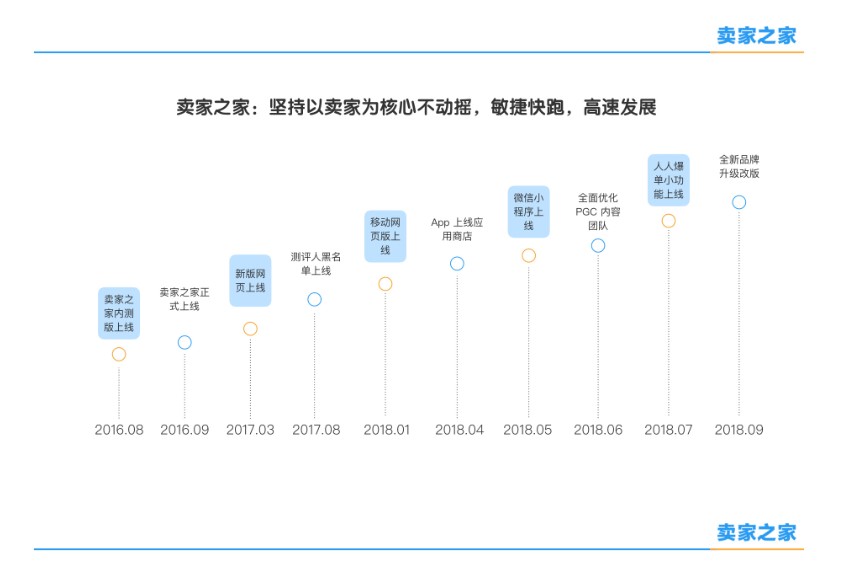 卖家之家
卖家之家：坚持以卖家为核心不动摇，敏捷快跑，高速发展
卖家之
家内测
版上线
卖家之家正
式上线
新版网
页上线
测评人黑名
单上线
移动网
页版上
线
App 上线应
用商店
微信小
程序上
线
全面优化
PGC 内容
团队
人人爆
单小功
能上线
全新品牌
升级改版
2016.08
2016.09
2017.03
2017.08
2018.01
2018.04
2018.05
2018.06
2018.07
2018.09
卖家之家